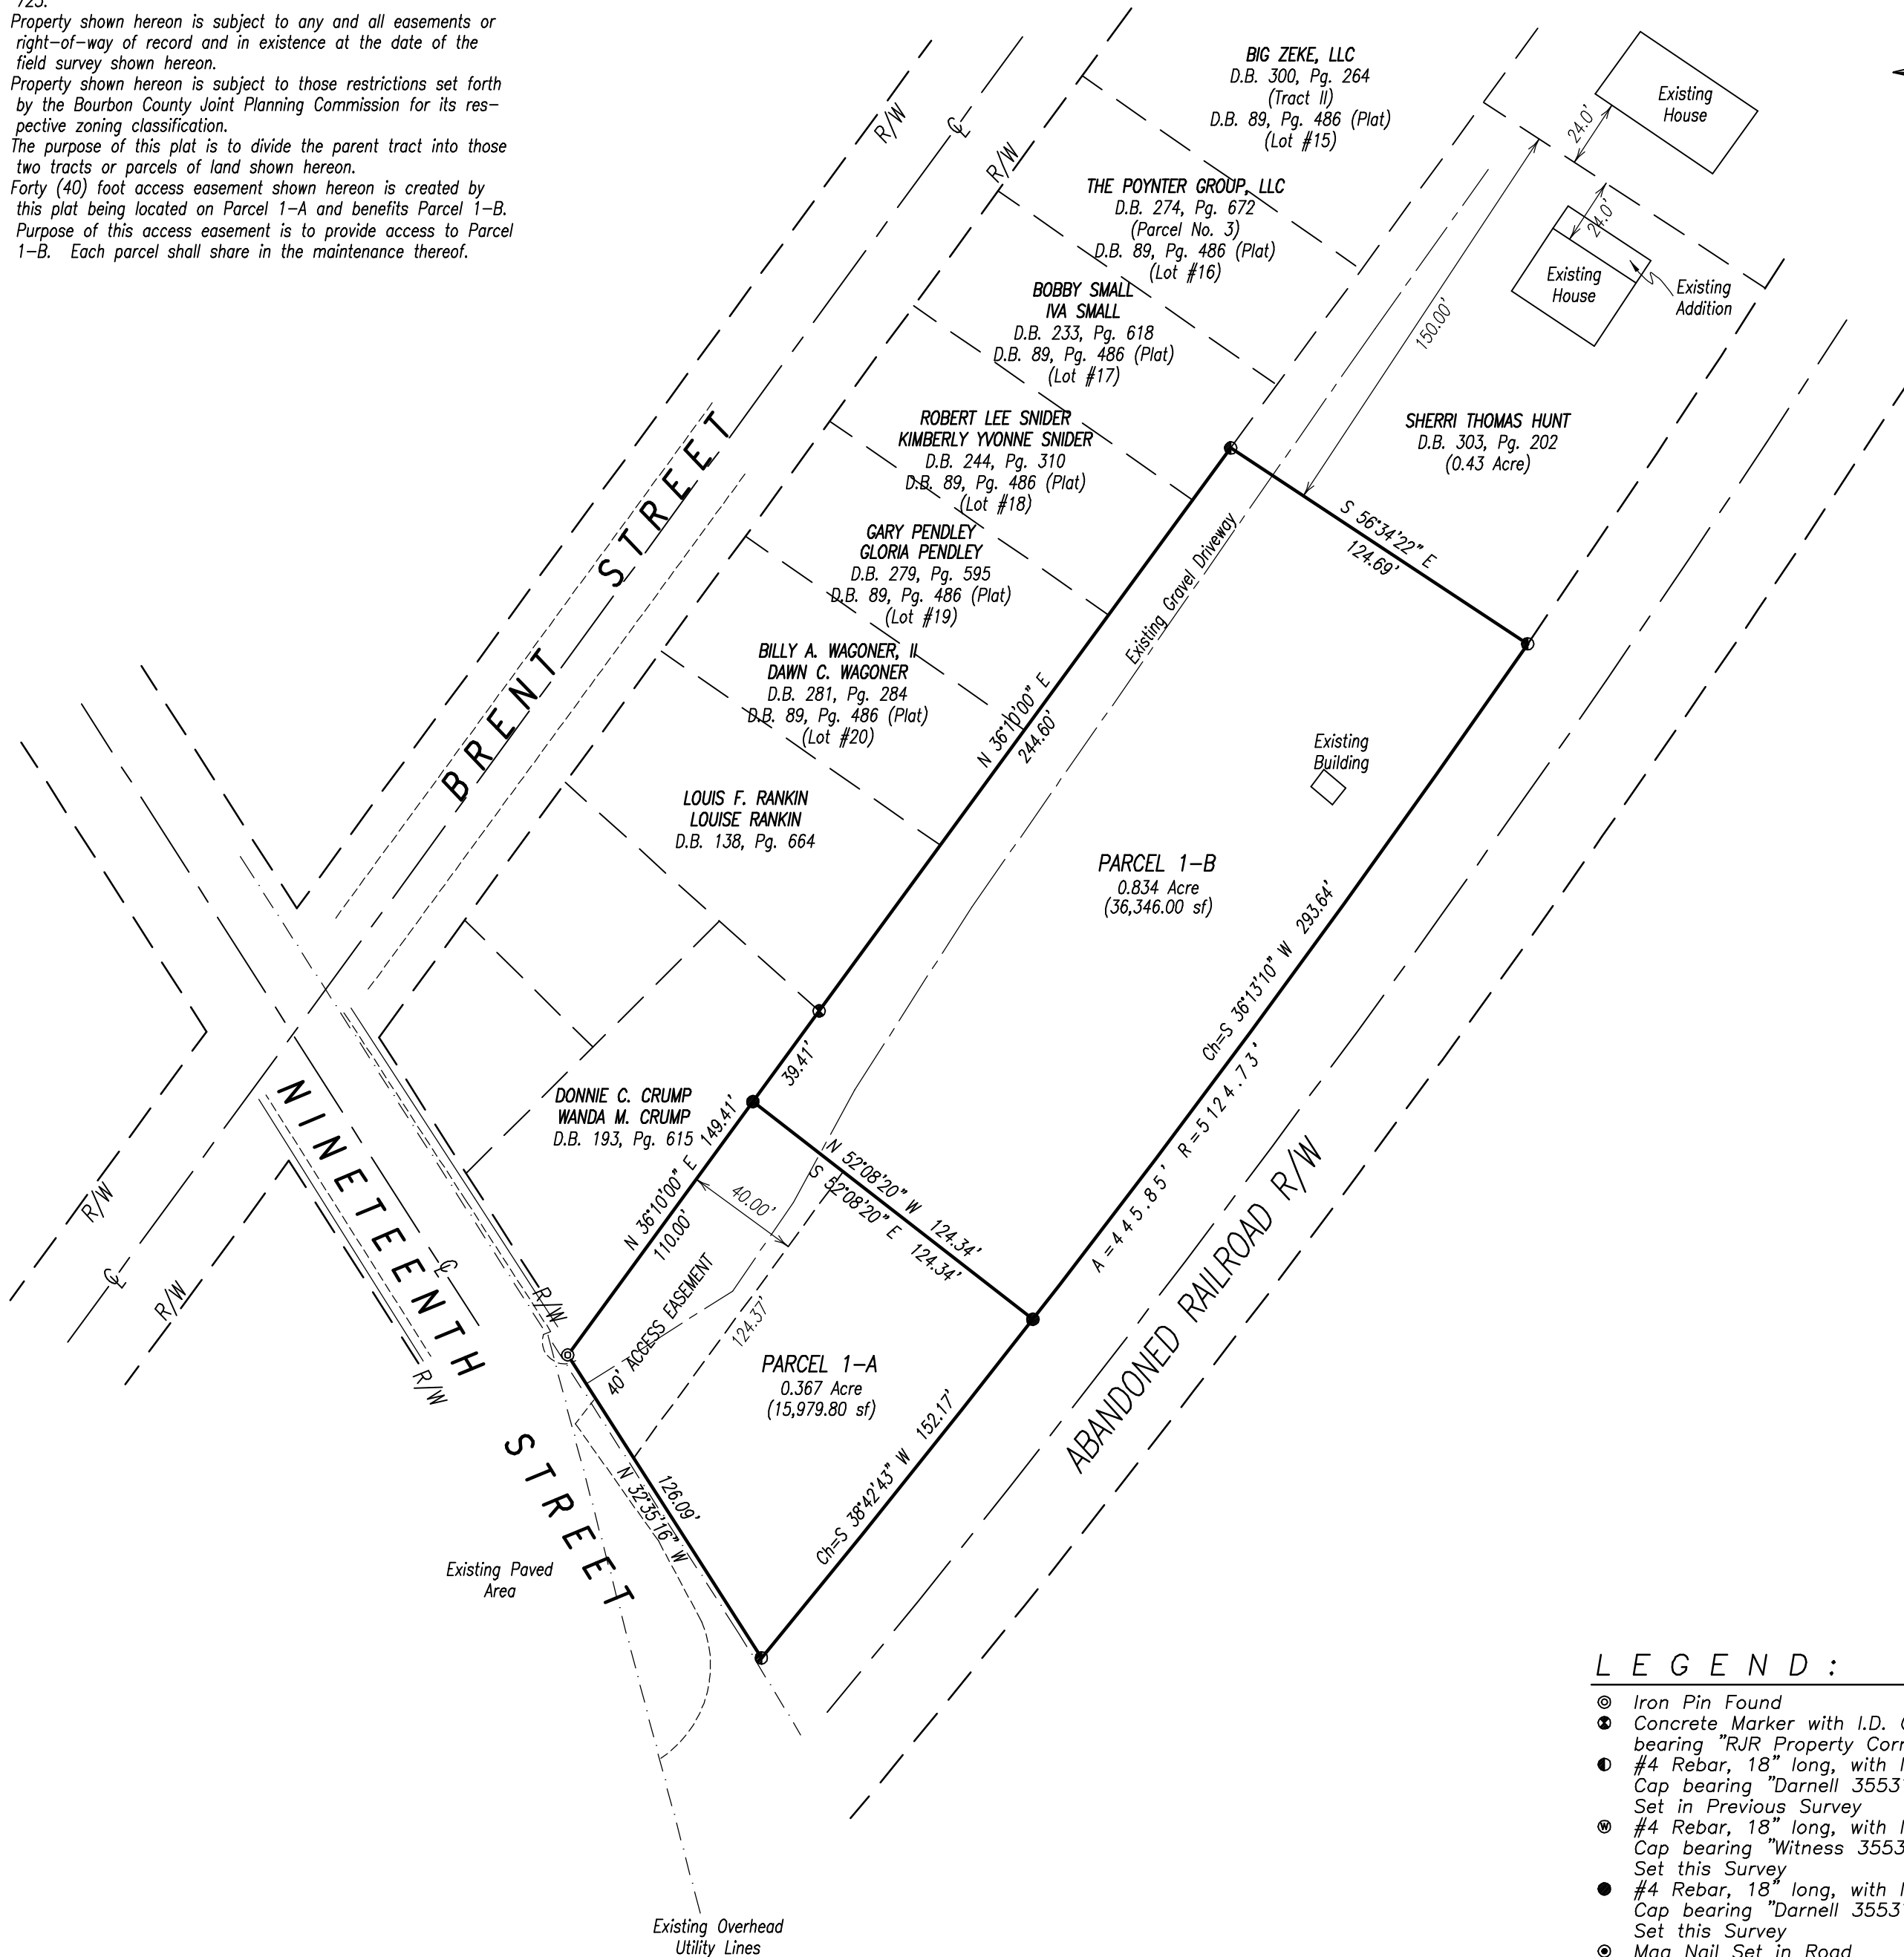 725.
Property shown hereon is subject to any and all easements or
right-of-way of record and in existence at the date of the
field survey shown hereon.
Property shown hereon is subject to those restrictions set forth
by the Bourbon County Joint Planning Commission for its res-
pective zoning classification.
The purpose of this plat is to divide the parent tract into those
two tracts or parcels of land shown hereon.
Forty (40) foot access easement shown hereon is created by
this plat being located on Parcel 1-A and benefits Parcel 1-B.
Purpose of this access easement is to provide access to Parcel
1-B. Each parcel shall share in the maintenance thereof.
R/W
℄
R/W
BIG ZEKE, LLC
D.B. 300, Pg. 264
(Tract II)
D.B. 89, Pg. 486 (Plat)
(Lot #15)
Existing
House
24.0'
THE POYNTER GROUP, LLC
D.B. 274, Pg. 672
(Parcel No. 3)
D.B. 89, Pg. 486 (Plat)
(Lot #16)
24.0'
Existing
House
Existing
Addition
150.00'
BOBBY SMALL
IVA SMALL
D.B. 233, Pg. 618
D.B. 89, Pg. 486 (Plat)
(Lot #17)
ROBERT LEE SNIDER
KIMBERLY YVONNE SNIDER
D.B. 244, Pg. 310
D.B. 89, Pg. 486 (Plat)
(Lot #18)
SHERRI THOMAS HUNT
D.B. 303, Pg. 202
(0.43 Acre)
S 56°34'22" E
124.69'
GARY PENDLEY
GLORIA PENDLEY
D.B. 279, Pg. 595
D.B. 89, Pg. 486 (Plat)
(Lot #19)
Existing Gravel Driveway
BRENT STREET
BILLY A. WAGONER, II
DAWN C. WAGONER
D.B. 281, Pg. 284
D.B. 89, Pg. 486 (Plat)
(Lot #20)
N 36°10'00" E
244.60'
Existing
Building
LOUIS F. RANKIN
LOUISE RANKIN
D.B. 138, Pg. 664
PARCEL 1-B
0.834 Acre
(36,346.00 sf)
Ch=S 36°13'10" W 293.64'
A=445.85' R=5124.73'
39.41'
DONNIE C. CRUMP
WANDA M. CRUMP
D.B. 193, Pg. 615
N 36°10'00" E 149.41'
110.00'
N 52°08'20" W 124.34'
S 52°08'20" E 124.34'
40.00'
40' ACCESS EASEMENT
124.37'
R/W
℄
R/W
℄
R/W
R/W
NINETEENTH STREET
ABANDONED RAILROAD R/W
PARCEL 1-A
0.367 Acre
(15,979.80 sf)
Ch=S 38°42'43" W 152.17'
126.09'
N 32°35'16" W
Existing Paved
Area
Existing Overhead
Utility Lines
LEGEND:
Iron Pin Found
Concrete Marker with I.D.
bearing "RJR Property
#4 Rebar, 18" long, with
Cap bearing "Darnell 3553"
Set in Previous Survey
#4 Rebar, 18" long, with
Cap bearing "Witness 3553
Set this Survey
#4 Rebar, 18" long, with
Cap bearing "Darnell 3553"
Set this Survey
Mag Nail Set in Road